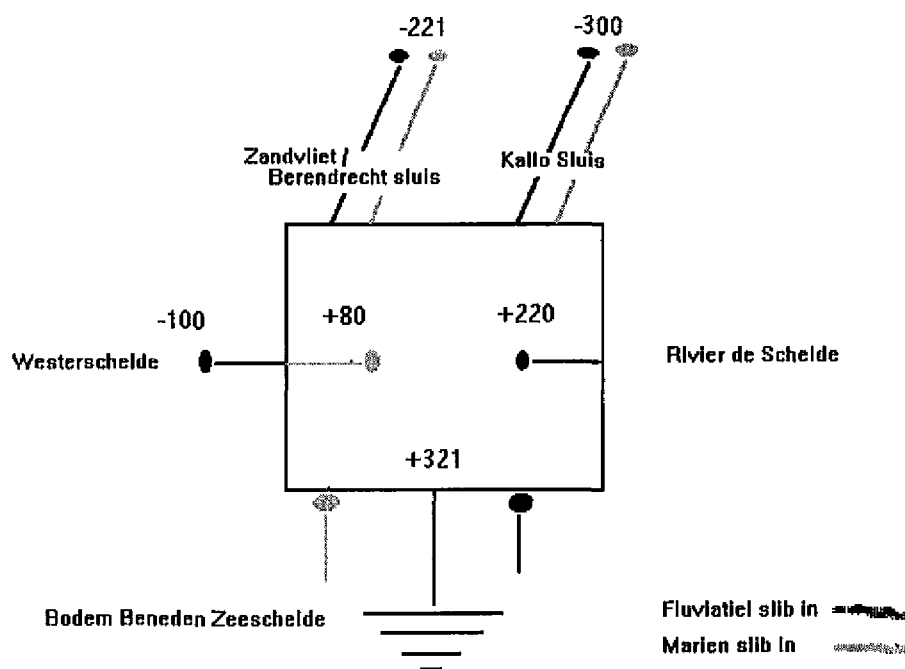 -221
-300
Zandvliet /
Berendrecht sluis
Kallo Sluis
-100
+80
+220
Westerschelde
Rivier de Schelde
+321
Bodem Beneden Zeeschelde
Fluviatiel slib in
Marien slib in